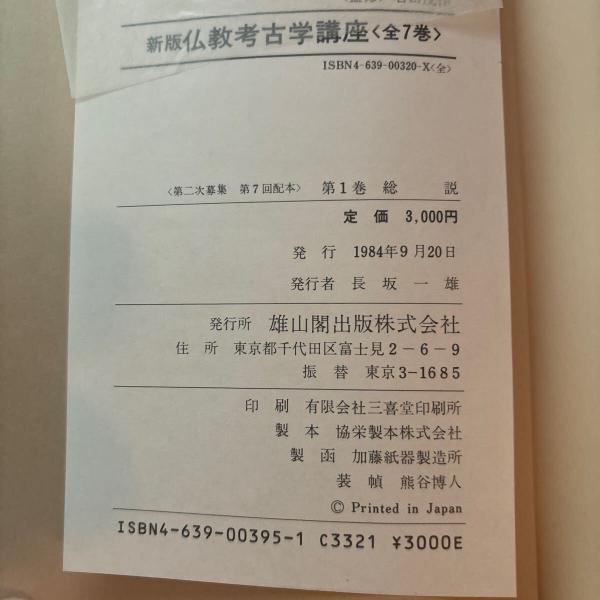 新版仏教考古学講座〈全7巻〉
ISBN4-639-00320-X〈全〉
〈第二次募集 第7回配本〉 第1巻 総 説
定 価 3,000円
発 行 1984年9月20日
発行者 長 坂 一 雄
発行所 雄山閣出版株式会社
住 所 東京都千代田区富士見2-6-9
振 替 東京3-1685
印 刷 有限会社三喜堂印刷所
製 本 協栄製本株式会社
製 函 加藤紙器製造所
装 幀 熊谷博人
© Printed in Japan
ISBN4-639-00395-1 C3321 ¥3000E